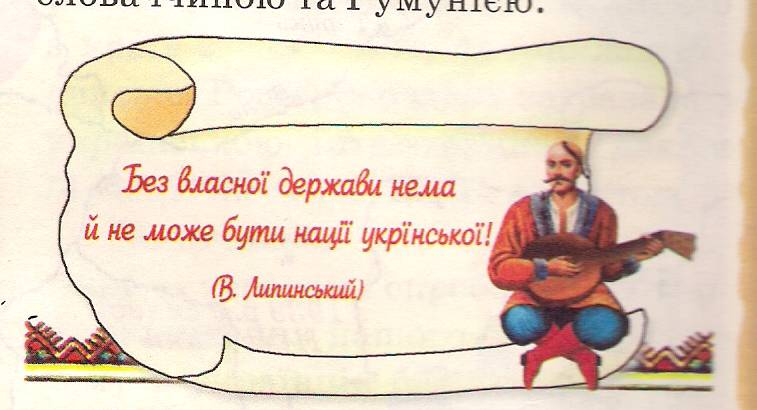 та Румунією.
Без власної держави нема
й не може бути нації укрїнської!
(В. Липинський)